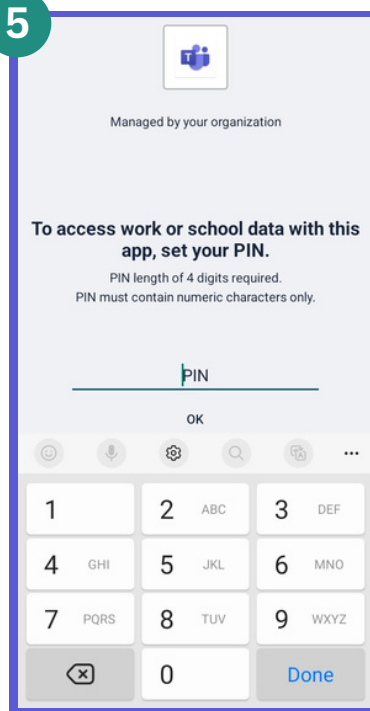 5
T
Managed by your organization
To access work or school data with this
app, set your PIN.
PIN length of 4 digits required.
PIN must contain numeric characters only.
PIN
OK
1 2 ABC 3 DEF
4 GHI 5 JKL 6 MNO
7 PQRS 8 TUV 9 WXYZ
0 Done